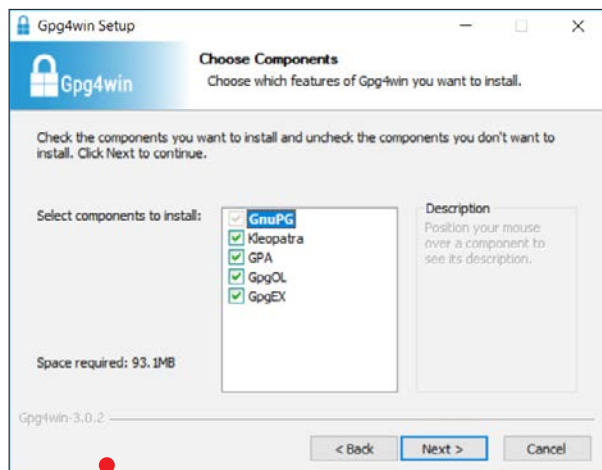 Gpg4win Setup
Gpg4win
Choose Components
Choose which features of Gpg4win you want to install.
Check the components you want to install and uncheck the components you don't want to
install. Click Next to continue.
Select components to install:
GnuPG
Kleopatra
GPA
GpgOL
GpgEX
Description
Position your mouse
over a component to
see its description.
Space required: 93.1MB
Gpg4win-3.0.2
< Back
Next >
Cancel